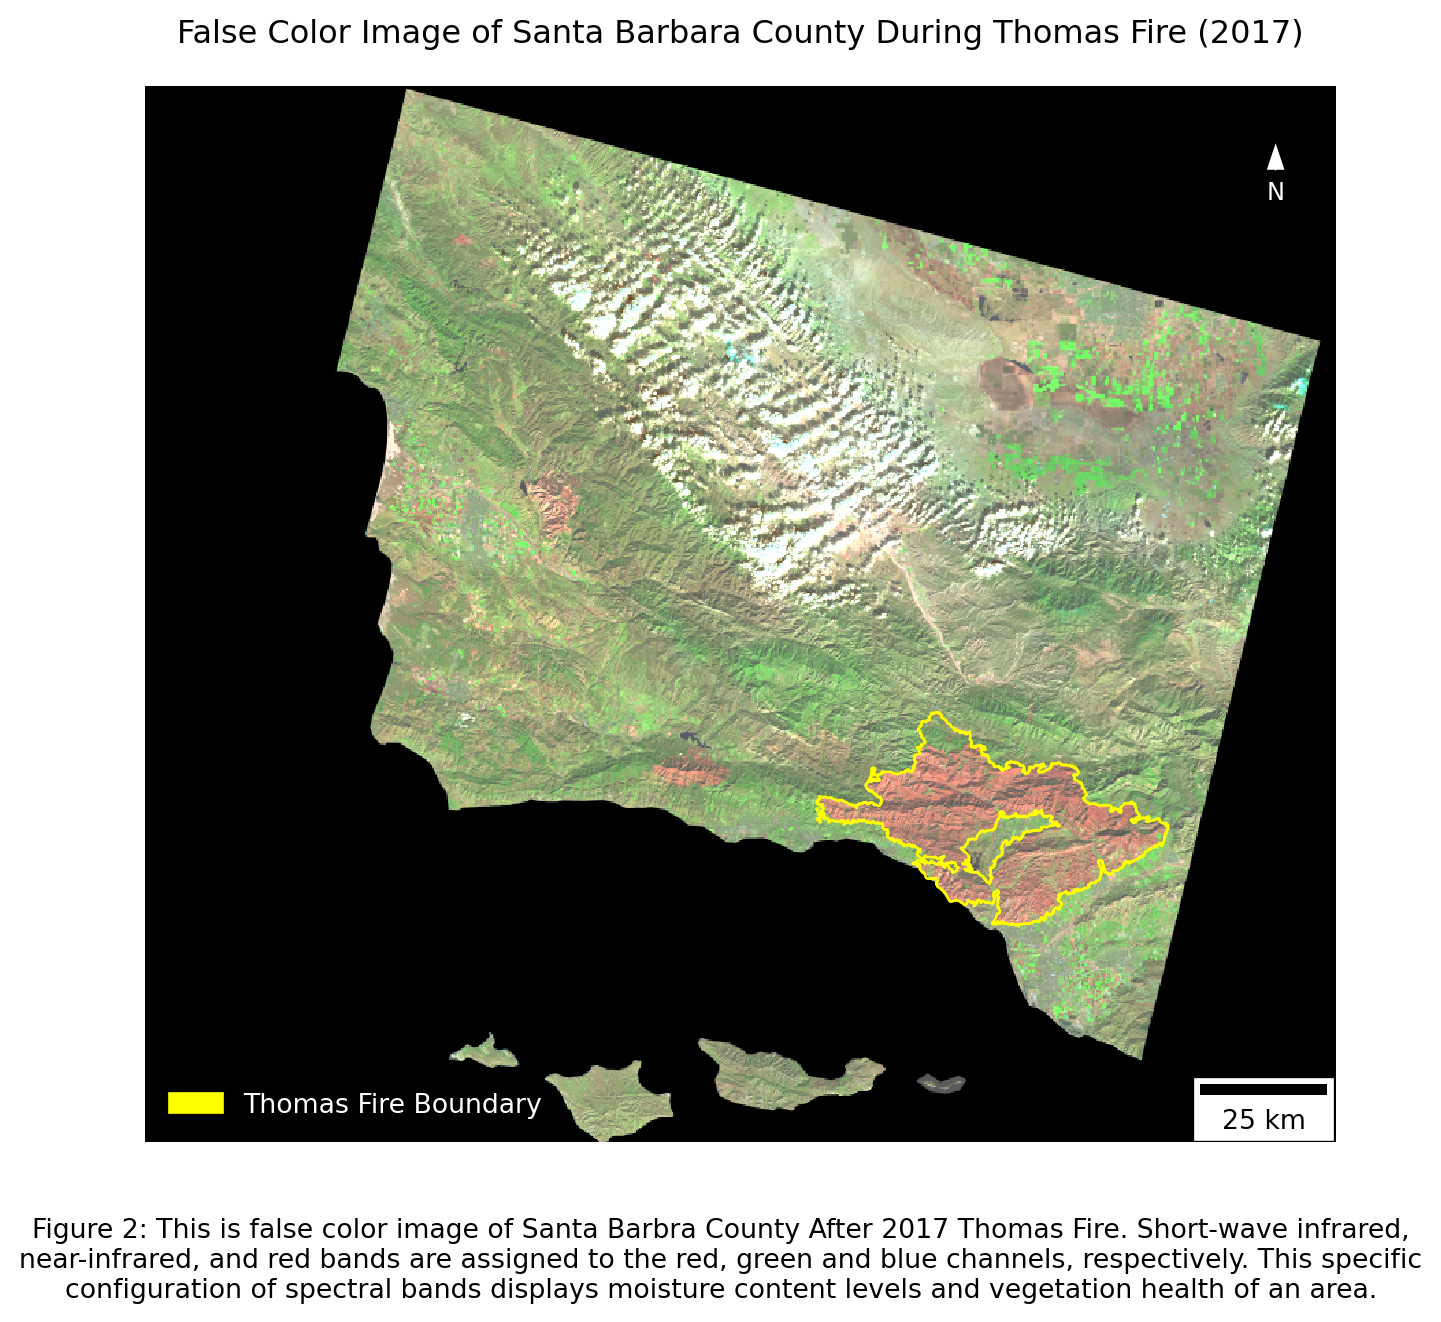 False Color Image of Santa Barbara County During Thomas Fire (2017)
N
Thomas Fire Boundary
25 km
Figure 2: This is false color image of Santa Barbra County After 2017 Thomas Fire. Short-wave infrared,
near-infrared, and red bands are assigned to the red, green and blue channels, respectively. This specific
configuration of spectral bands displays moisture content levels and vegetation health of an area.